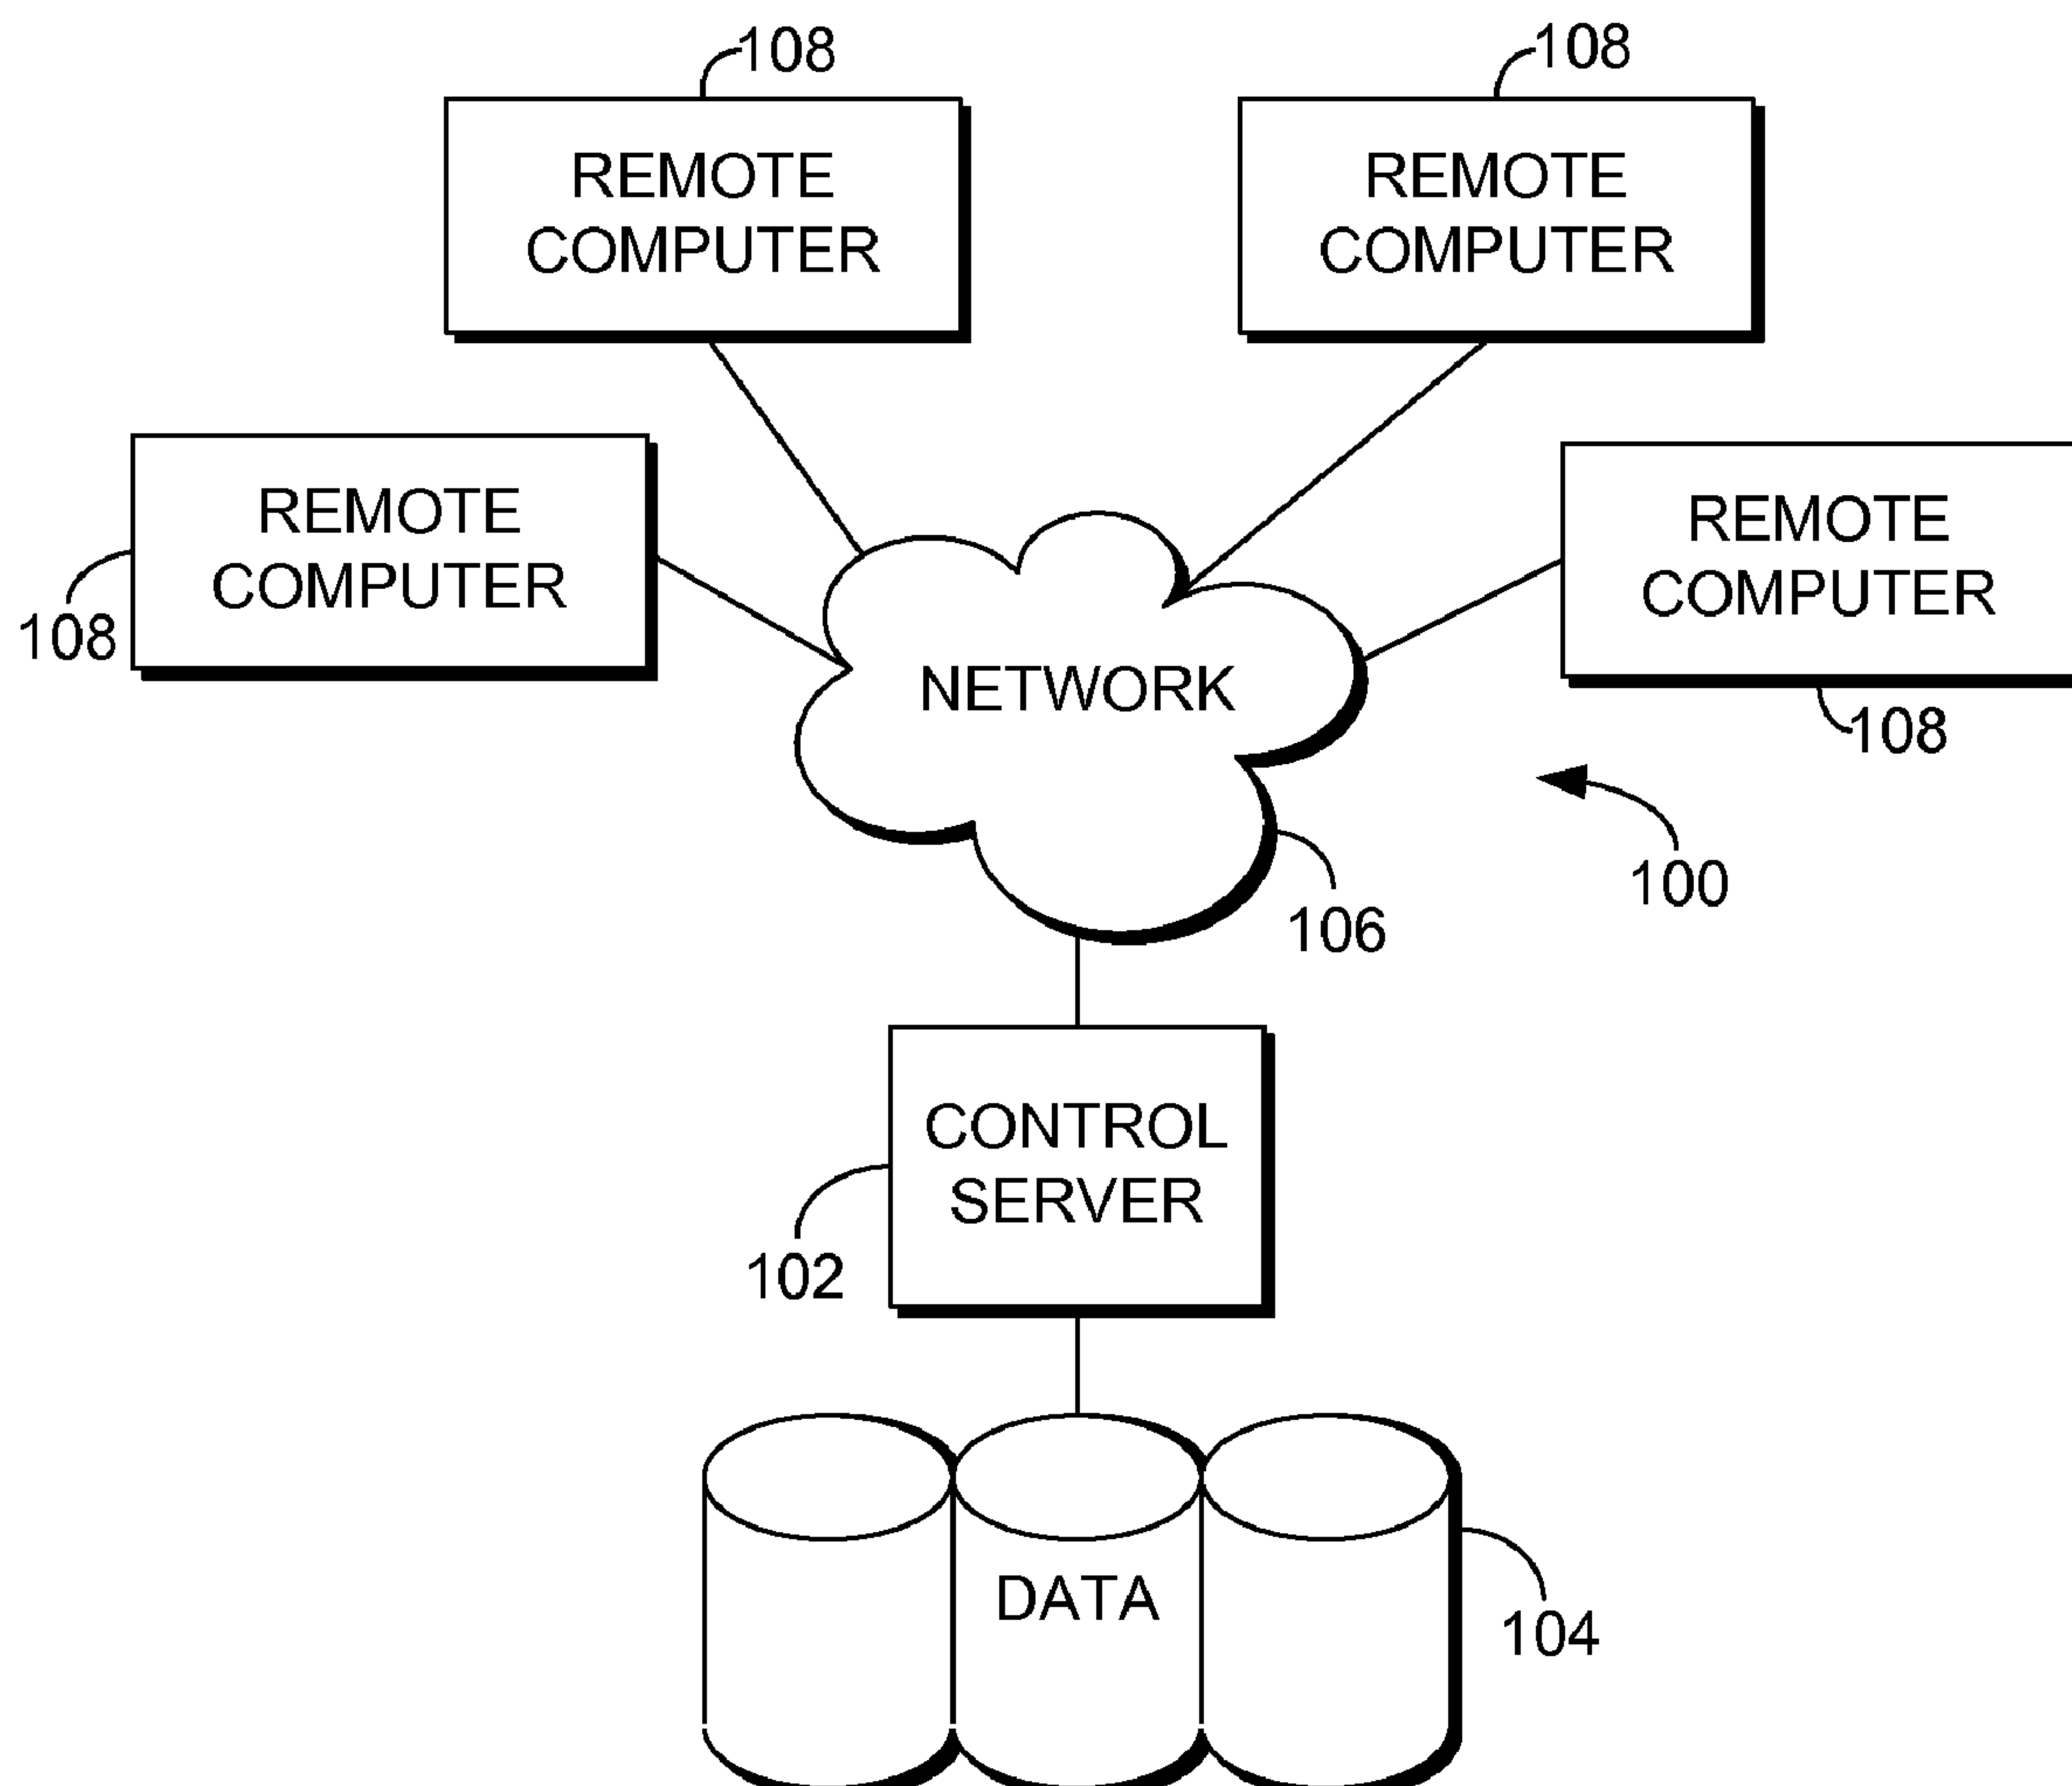 108
108
REMOTE
COMPUTER
REMOTE
COMPUTER
REMOTE
COMPUTER
108
REMOTE
COMPUTER
108
NETWORK
100
106
CONTROL
SERVER
102
DATA
104